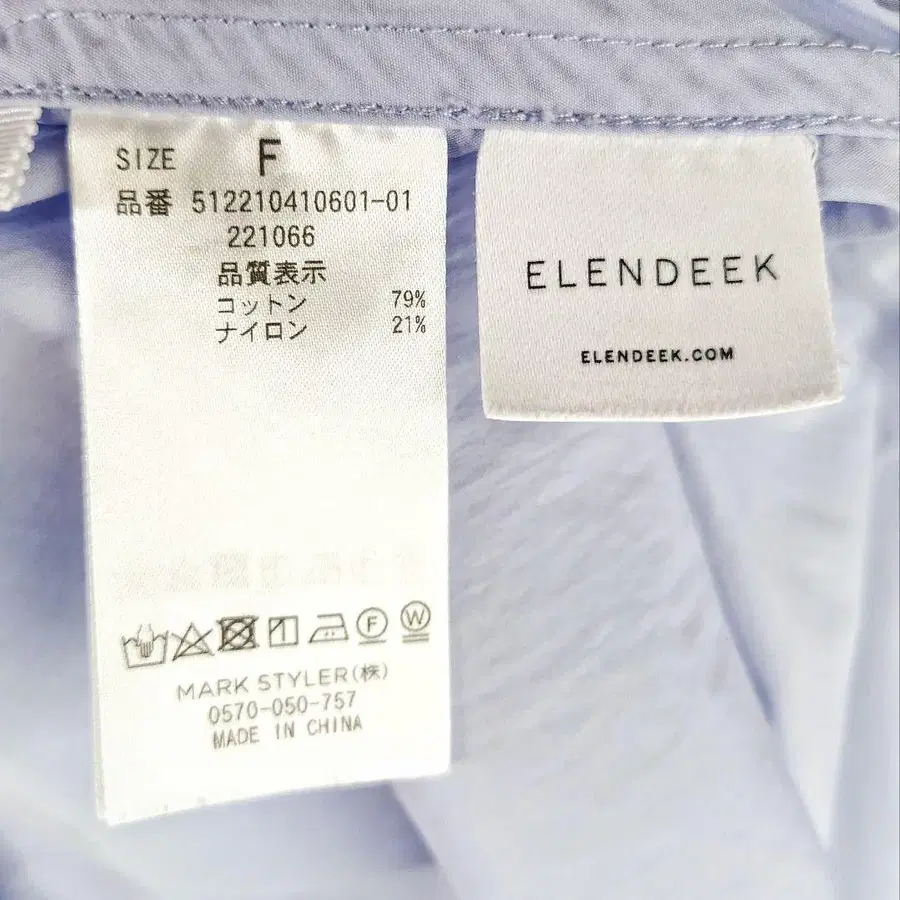 SIZE F
品番 512210410601-01
221066
品質表示
コットン 79%
ナイロン 21%
F W
MARK STYLER(株)
0570-050-757
MADE IN CHINA
ELENDEEK
ELENDEEK.COM